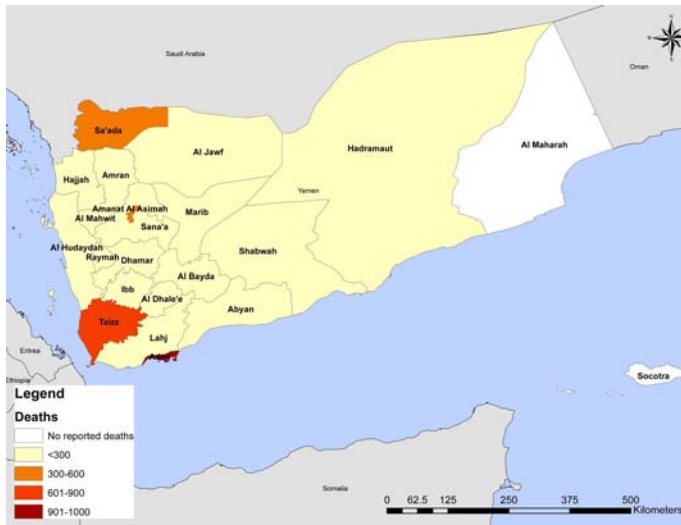 Saudi Arabia
Oman
Sa'ada
Al Jawf
Hadramaut
Al Maharah
Hajjah
Amran
Yemen
Amanat Al Asimah
Marib
Al Mahwit
Sana'a
Al Hudaydah
Shabwah
Raymah
Dhamar
Al Bayda
Ibb
Al Dhale'e
Abyan
Taizz
Lahj
Aden
Eritrea
Ethiopia
Socotra
Legend
Deaths
No reported deaths
<300
300-600
601-900
901-1000
Somalia
0 62.5 125 250 375 500
Kilometers
N